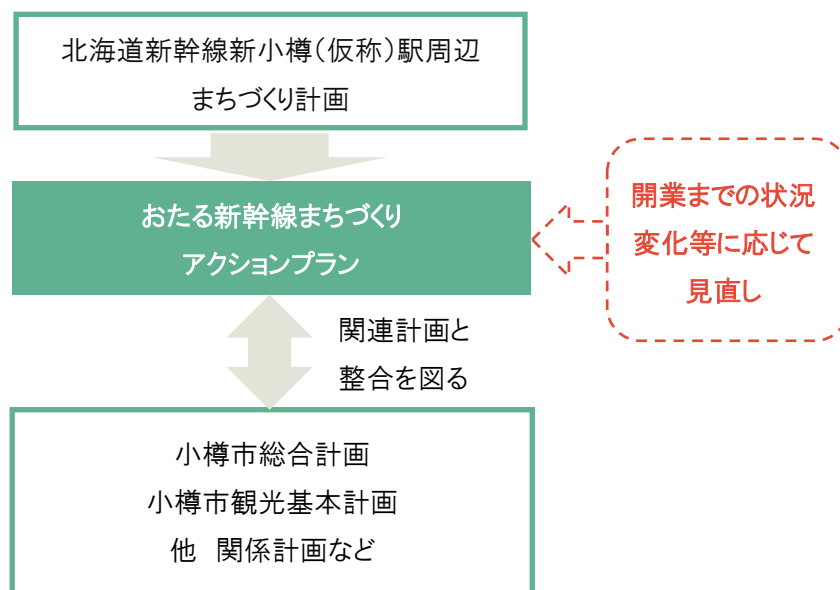 北海道新幹線新小樽（仮称）駅周辺
まちづくり計画
おたる新幹線まちづくり
アクションプラン
開業までの状況
変化等に応じて
見直し
関連計画と
整合を図る
小樽市総合計画
小樽市観光基本計画
他　関係計画など